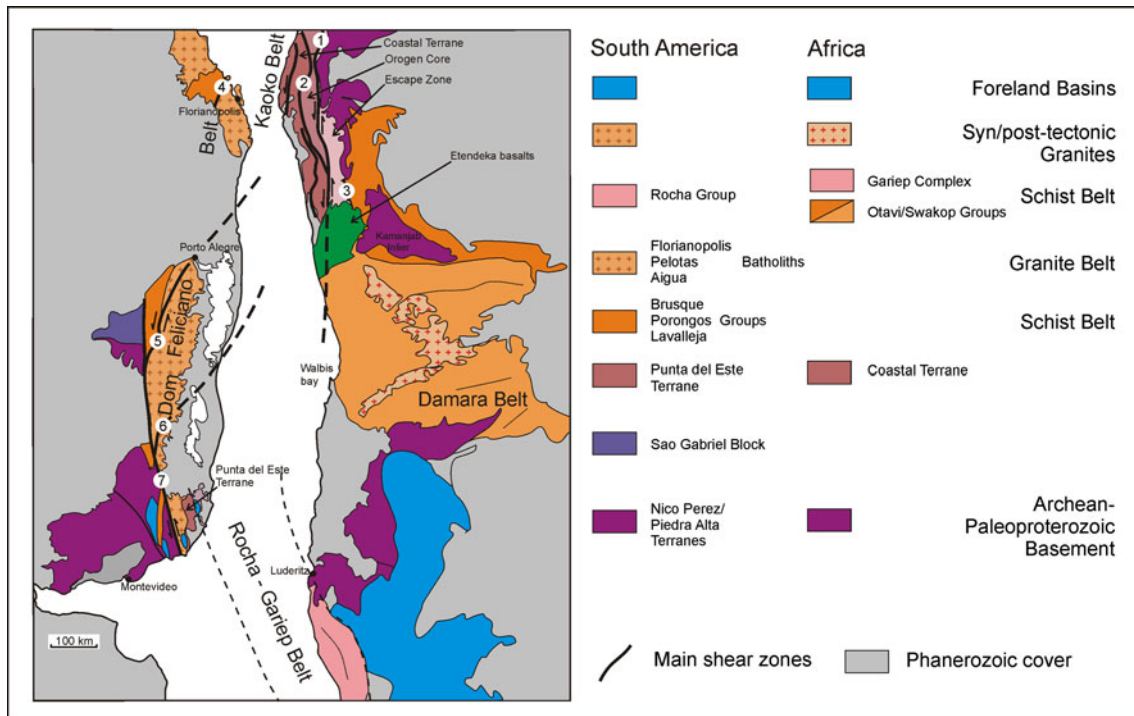 1
Coastal Terrane
Orogen Core
2
Escape Zone
Kaoko Belt
4
Florianopolis
Belt
Etendeka basalts
3
Kamanjab
Inlier
Porto Alegre
Dom Feliciano
5
Walbis
bay
Damara Belt
6
7
Punta del Este
Terrane
Rocha - Gariep Belt
Luderitz
Montevideo
100 km
South America
Africa
Foreland Basins
Syn/post-tectonic
Granites
Rocha Group
Gariep Complex
Schist Belt
Otavi/Swakop Groups
Florianopolis
Pelotas Batholiths
Aigua
Granite Belt
Brusque
Porongos Groups
Lavalleja
Schist Belt
Punta del Este
Terrane
Coastal Terrane
Sao Gabriel Block
Nico Perez/
Piedra Alta
Terranes
Archean-
Paleoproterozoic
Basement
Main shear zones
Phanerozoic cover